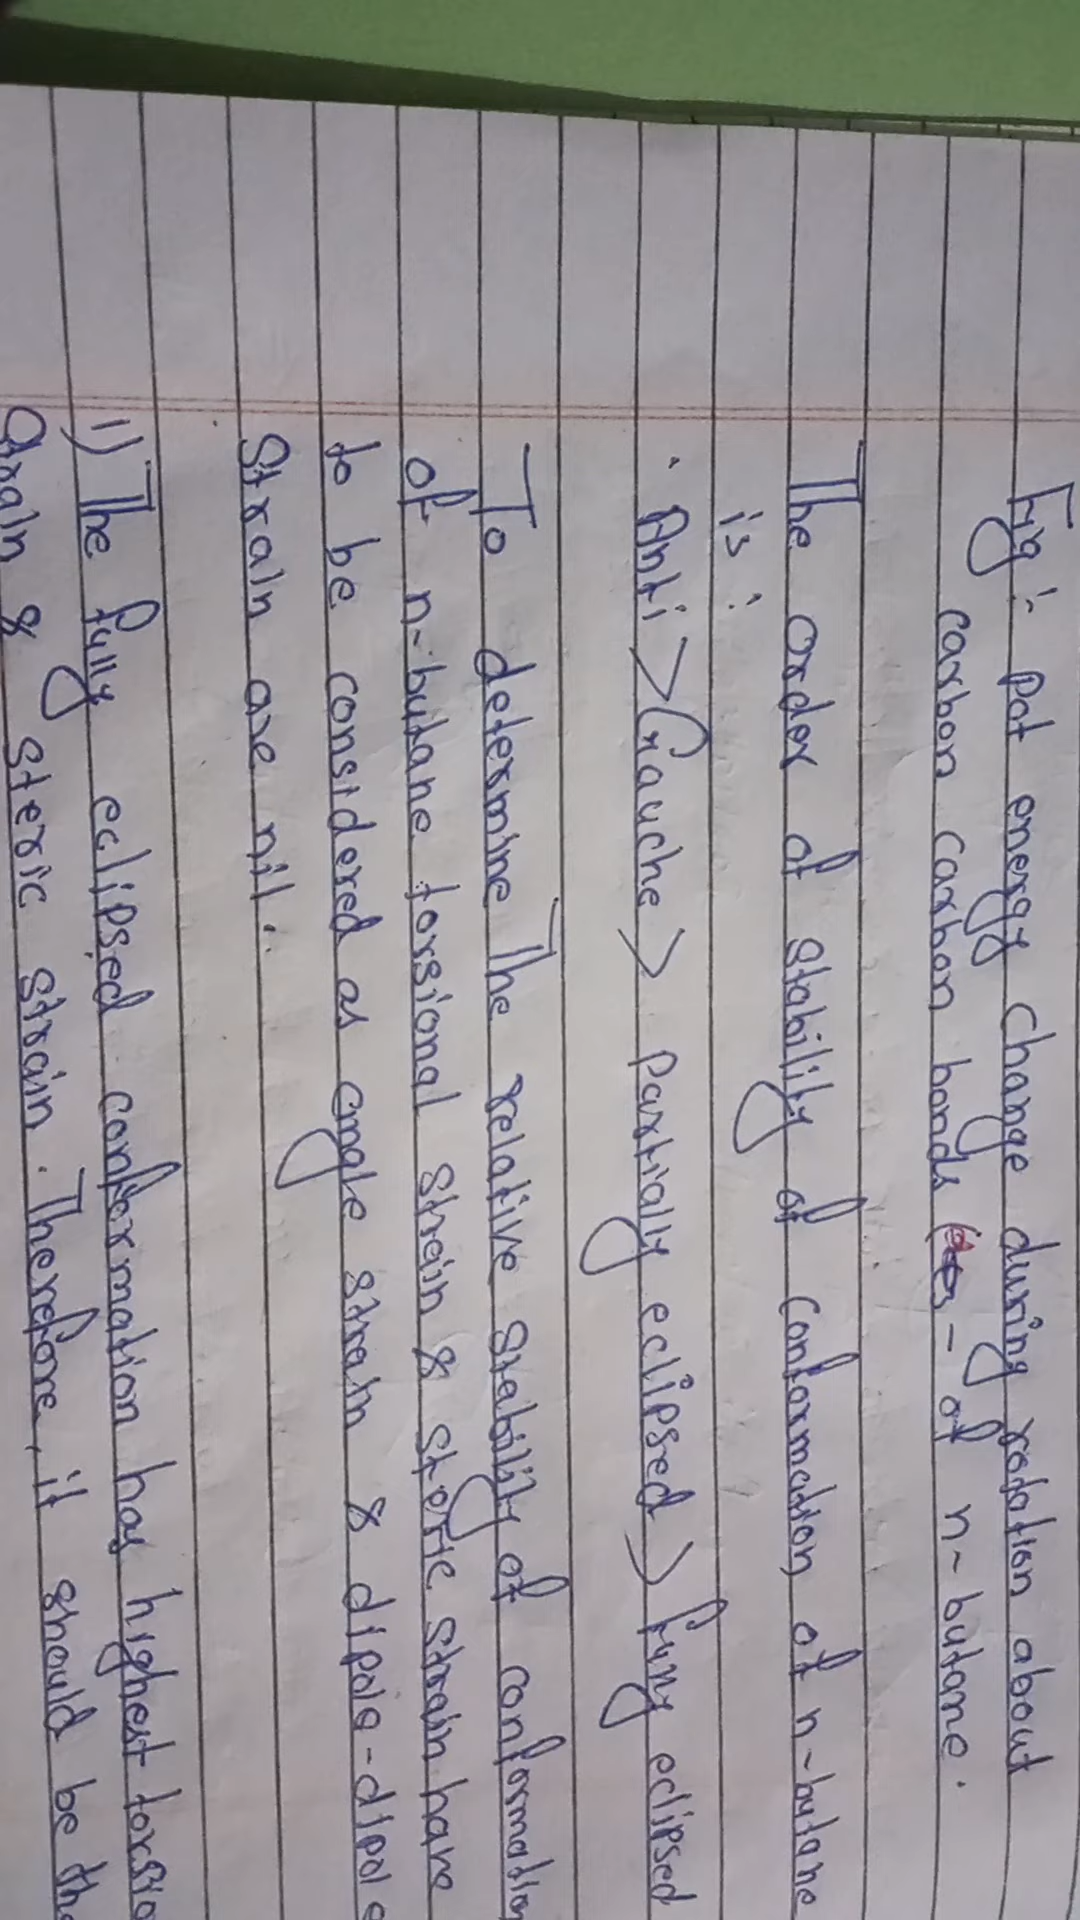 Fig :- Pot energy change during rotation about
carbon carbon bonds - of n-butane.
The order of stability of conformation of n-butane
is :
. Anti > Gauche > partially eclipsed > fully eclipsed
To determine The relative stability of conformation
of n-butane torsional strain & steric strain have
to be considered as angle strain & dipole-dipole
strain are nil.
1) The fully eclipsed conformation has highest torsio
strain & steric strain. Therefore, it should be the